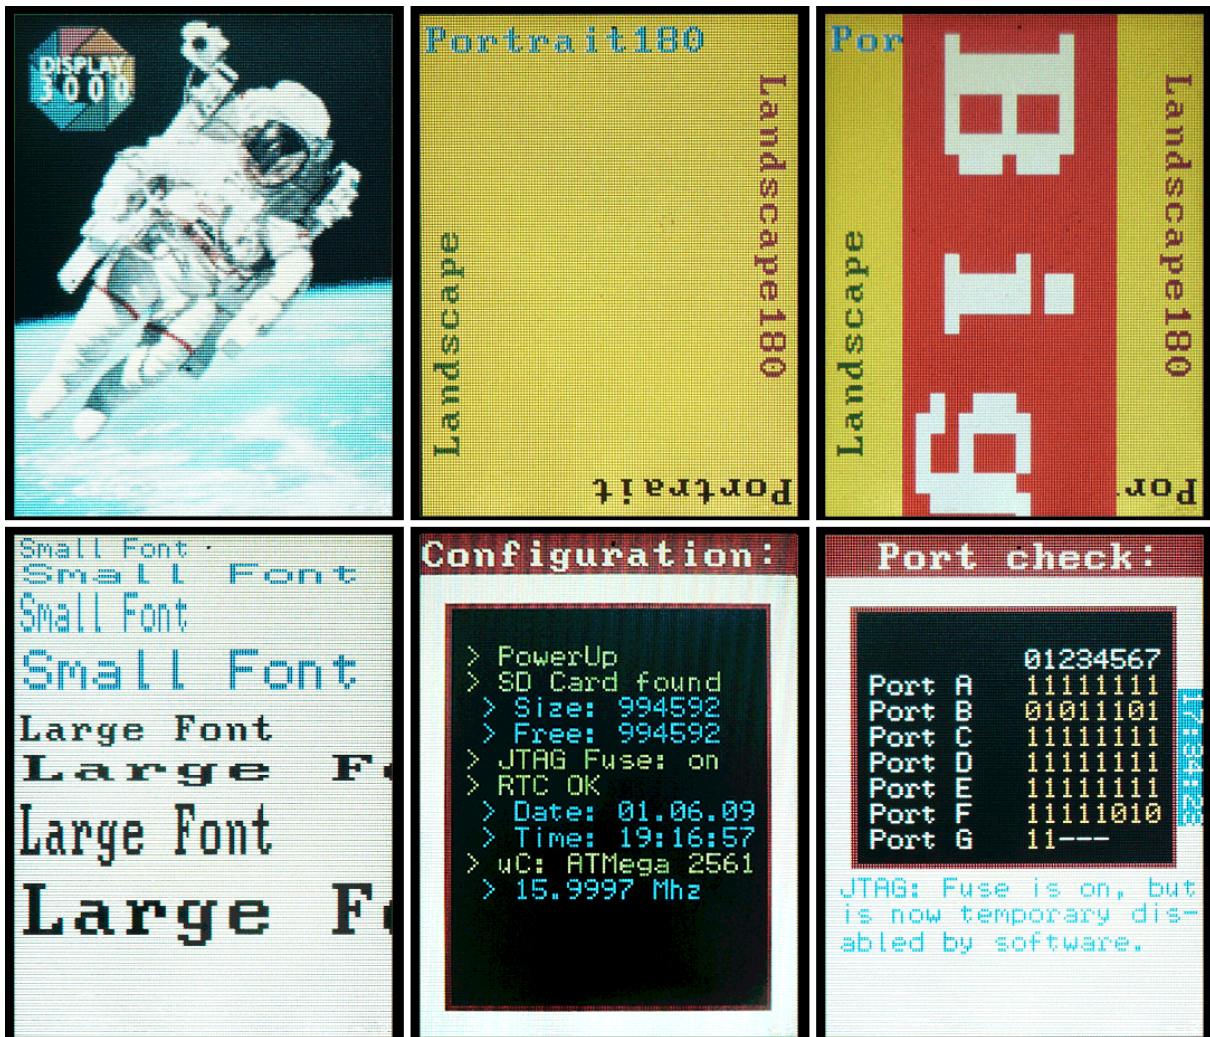 DISPLAY
3000
Portrait180
Landscape180
Landscape
Portrait
Por
Big
Landscape180
Landscape
Por
Small Font
Small Font
Small Font
Small Font
Large Font
Large Fo
Large Font
Large Fo
Configuration:
> PowerUp
> SD Card found
> Size: 994592
> Free: 994592
> JTAG Fuse: on
> RTC OK
> Date: 01.06.09
> Time: 19:16:57
> uC: ATMega 2561
> 15.9997 Mhz
Port check:
01234567
Port A 11111111
Port B 01011101
Port C 11111111
Port D 11111111
Port E 11111111
Port F 11111010
Port G 11---
JTAG: Fuse is on, but
is now temporary dis-
abled by software.